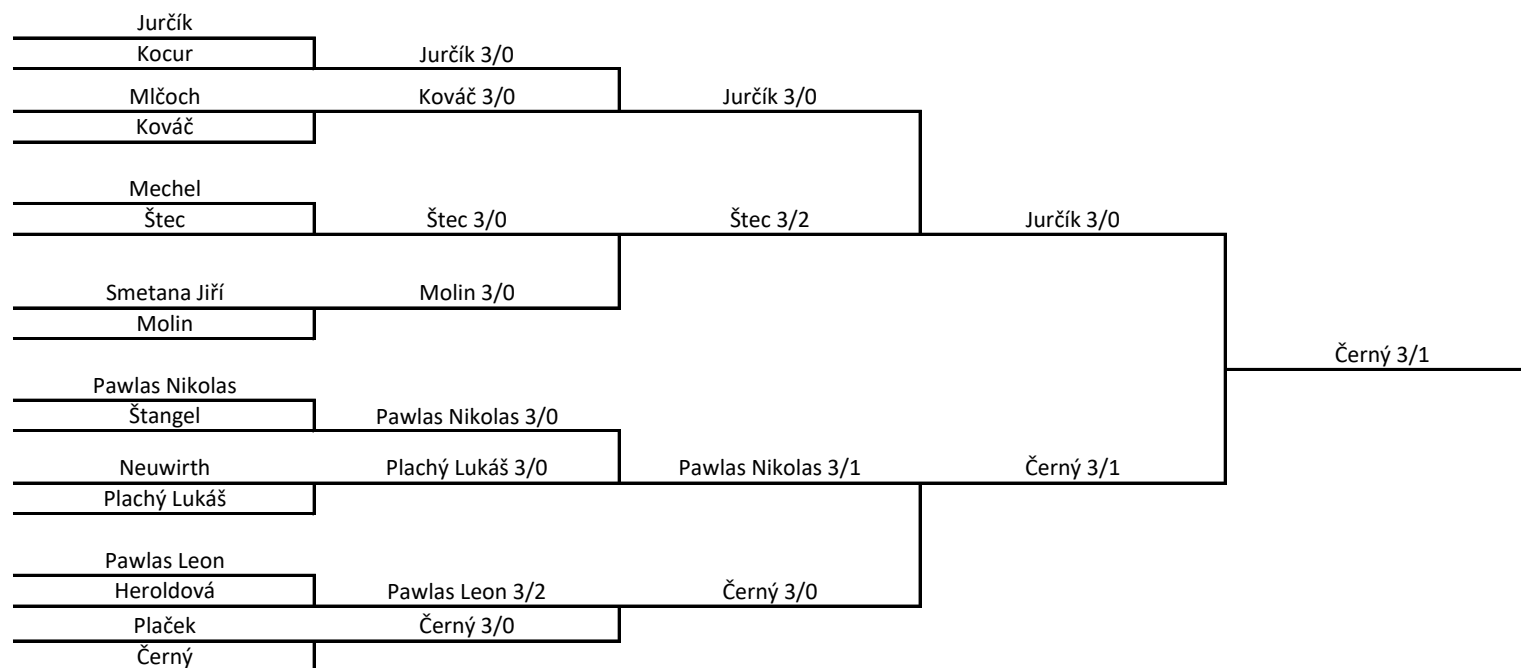 Jurčík
Kocur
Jurčík 3/0
Mlčoch
Kováč 3/0
Jurčík 3/0
Kováč
Mechel
Štec
Štec 3/0
Štec 3/2
Jurčík 3/0
Smetana Jiří
Molin 3/0
Molin
Černý 3/1
Pawlas Nikolas
Štangel
Pawlas Nikolas 3/0
Neuwirth
Plachý Lukáš 3/0
Pawlas Nikolas 3/1
Černý 3/1
Plachý Lukáš
Pawlas Leon
Heroldová
Pawlas Leon 3/2
Černý 3/0
Plaček
Černý 3/0
Černý